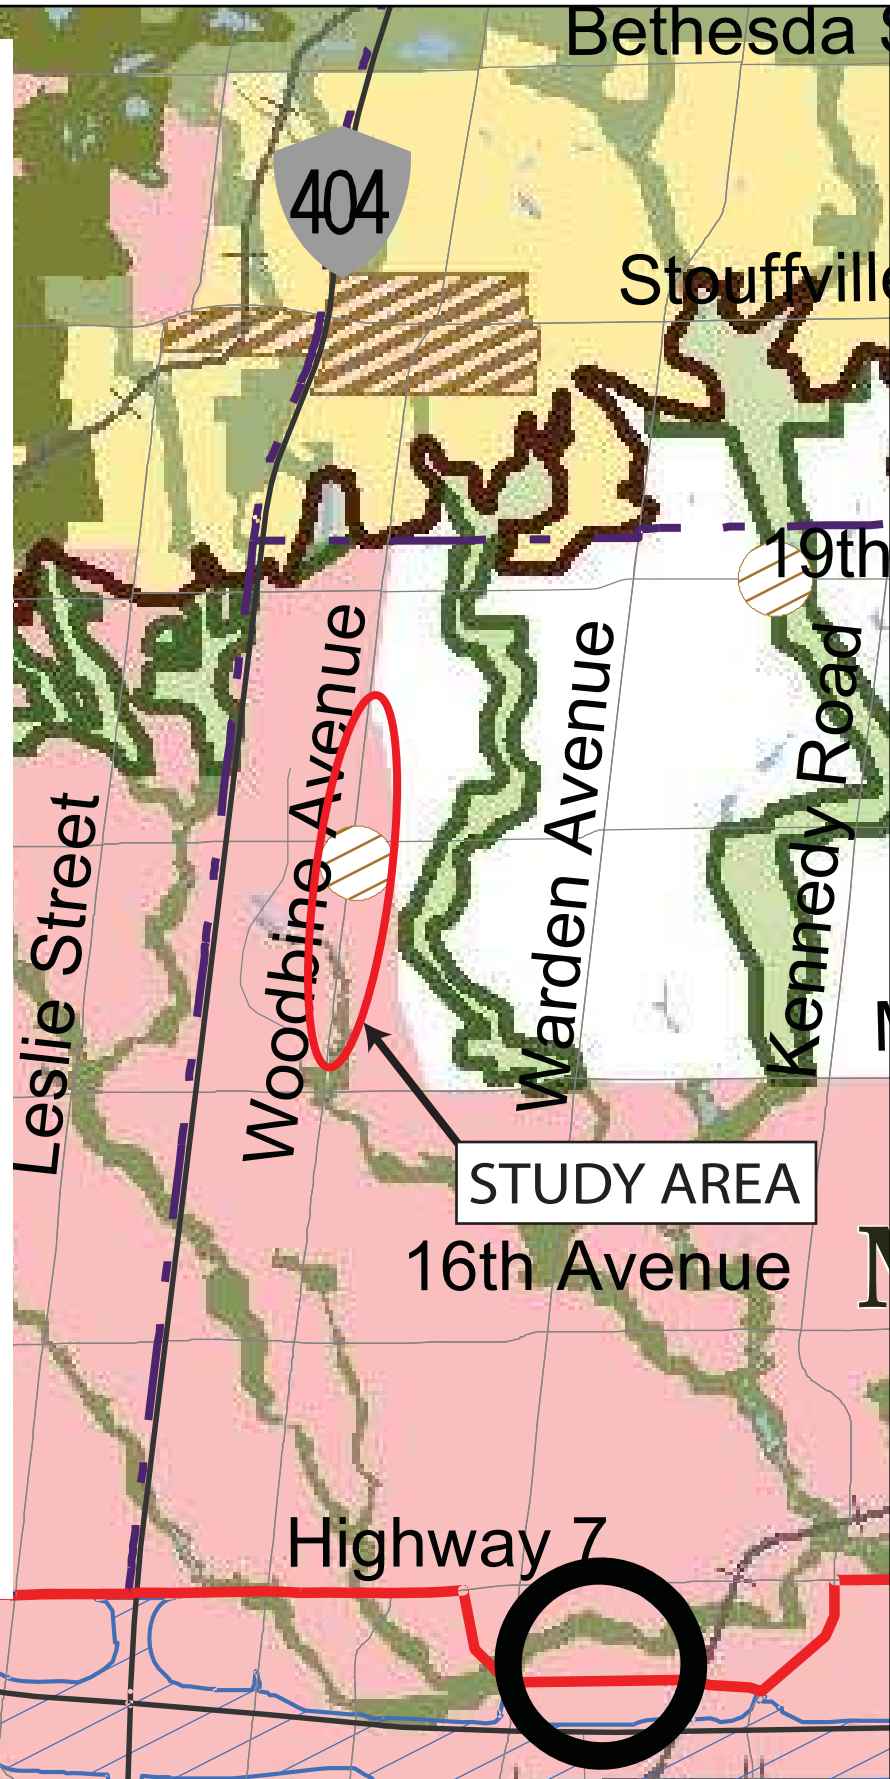 Bethesda S
404
Stouffville
19th
Woodbine Avenue
Warden Avenue
Kennedy Road
Leslie Street
STUDY AREA
16th Avenue
Highway 7